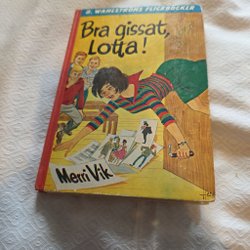 B. WAHLSTRÖMS FLICKBÖCKER
Bra gissat,
Lotta!
Merri Vik